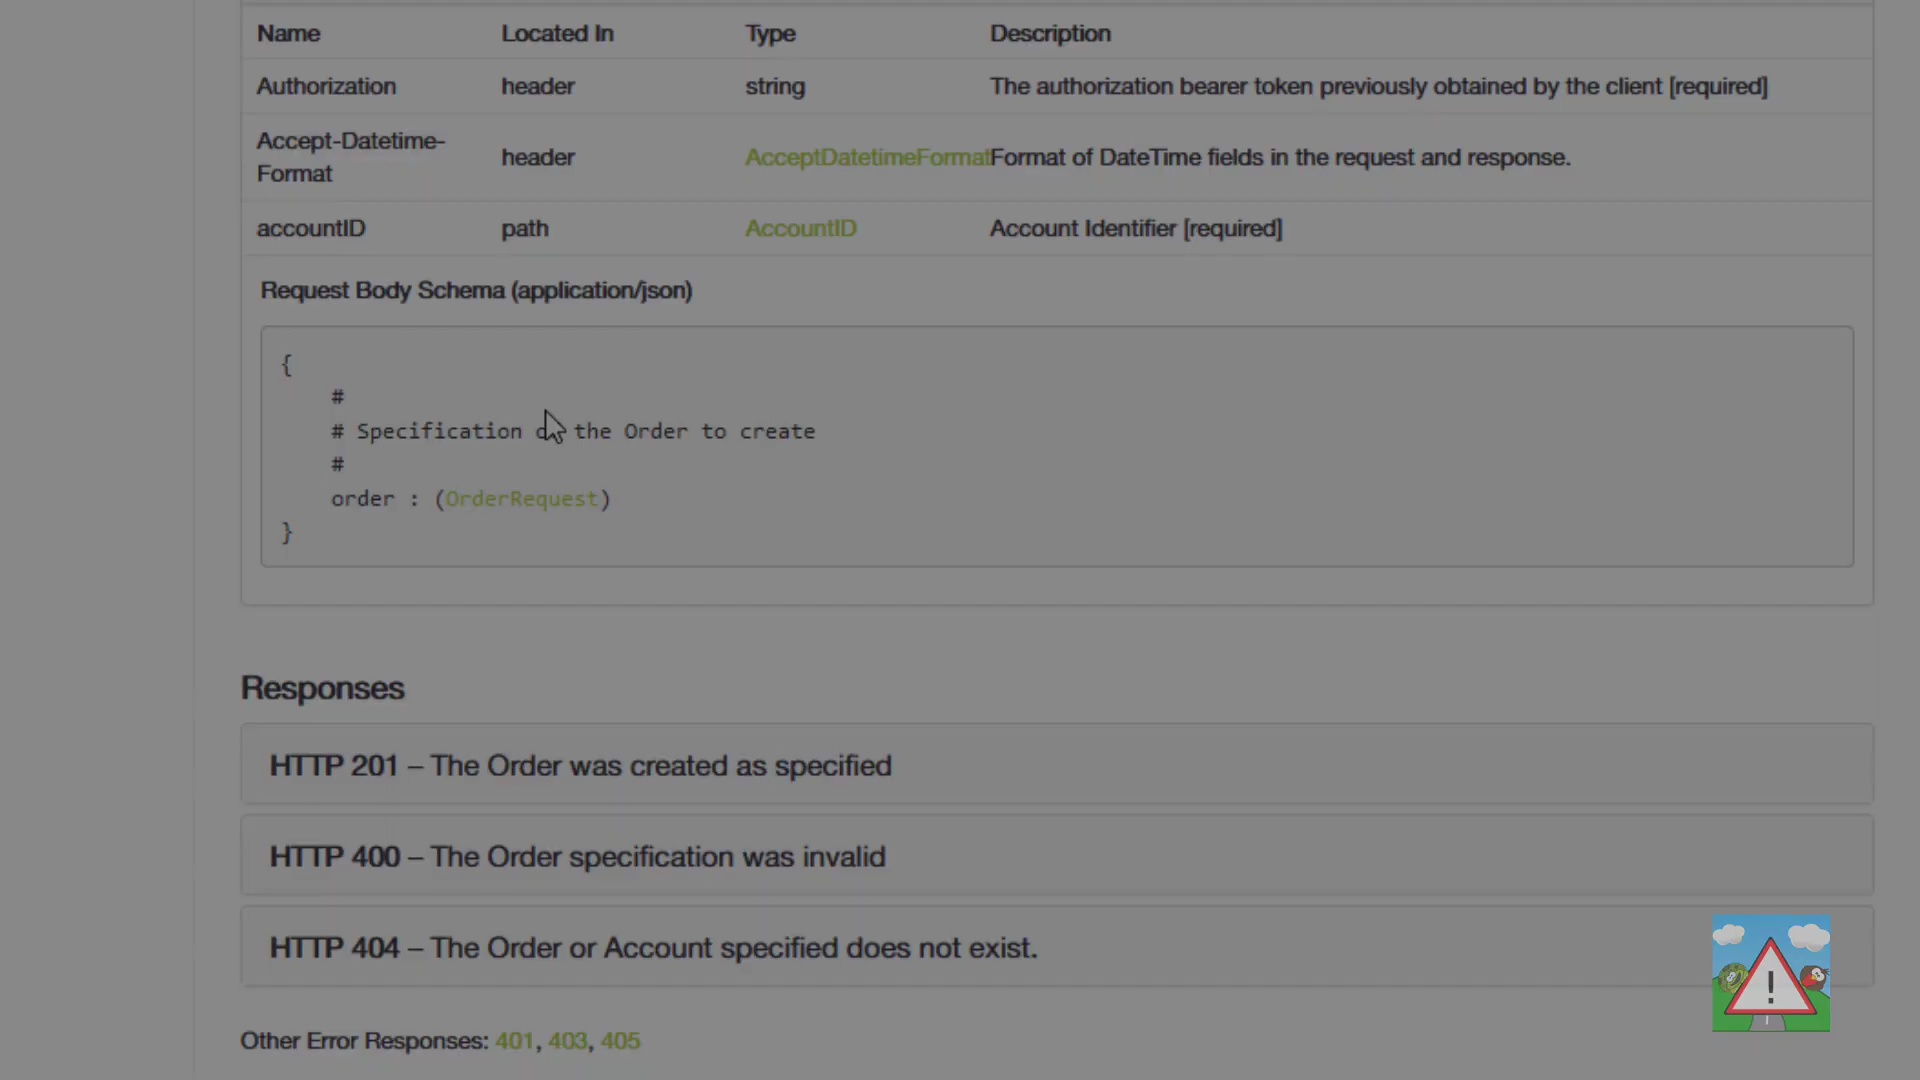 Name Located In Type Description
Authorization header string The authorization bearer token previously obtained by the client [required]
Accept-Datetime-
Format header AcceptDatetimeFormat Format of DateTime fields in the request and response.
accountID path AccountID Account Identifier [required]
Request Body Schema (application/json)
{
#
# Specification the Order to create
#
order : (OrderRequest)
}
Responses
HTTP 201 – The Order was created as specified
HTTP 400 – The Order specification was invalid
HTTP 404 – The Order or Account specified does not exist.
Other Error Responses: 401, 403, 405
!